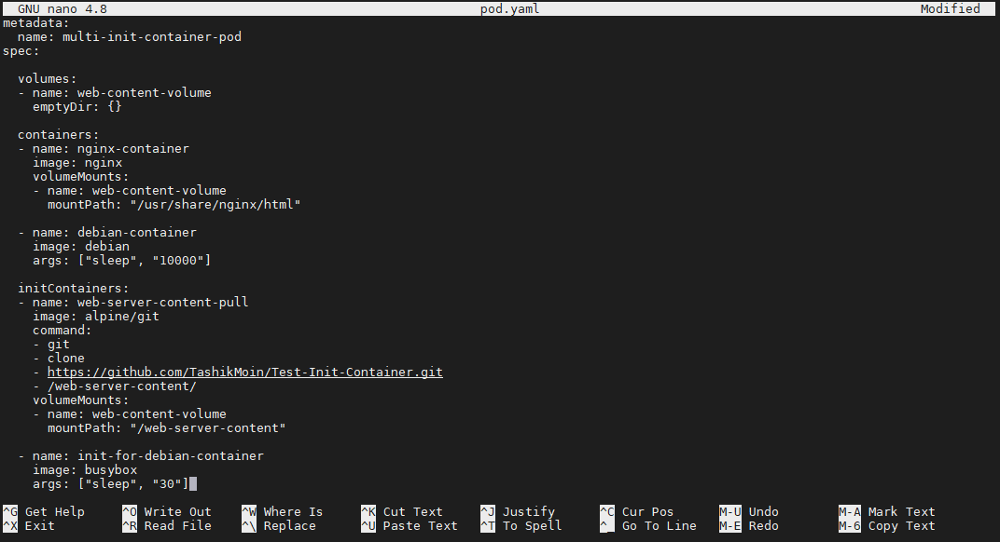 GNU nano 4.8 pod.yaml Modified
metadata:
  name: multi-init-container-pod
spec:

  volumes:
  - name: web-content-volume
    emptyDir: {}

  containers:
  - name: nginx-container
    image: nginx
    volumeMounts:
    - name: web-content-volume
      mountPath: "/usr/share/nginx/html"

  - name: debian-container
    image: debian
    args: ["sleep", "10000"]

  initContainers:
  - name: web-server-content-pull
    image: alpine/git
    command:
    - git
    - clone
    - https://github.com/TashikMoin/Test-Init-Container.git
    - /web-server-content/
    volumeMounts:
    - name: web-content-volume
      mountPath: "/web-server-content"

  - name: init-for-debian-container
    image: busybox
    args: ["sleep", "30"]

^G Get Help ^O Write Out ^W Where Is ^K Cut Text ^J Justify ^C Cur Pos M-U Undo M-A Mark Text
^X Exit ^R Read File ^\ Replace ^U Paste Text ^T To Spell ^_ Go To Line M-E Redo M-6 Copy Text